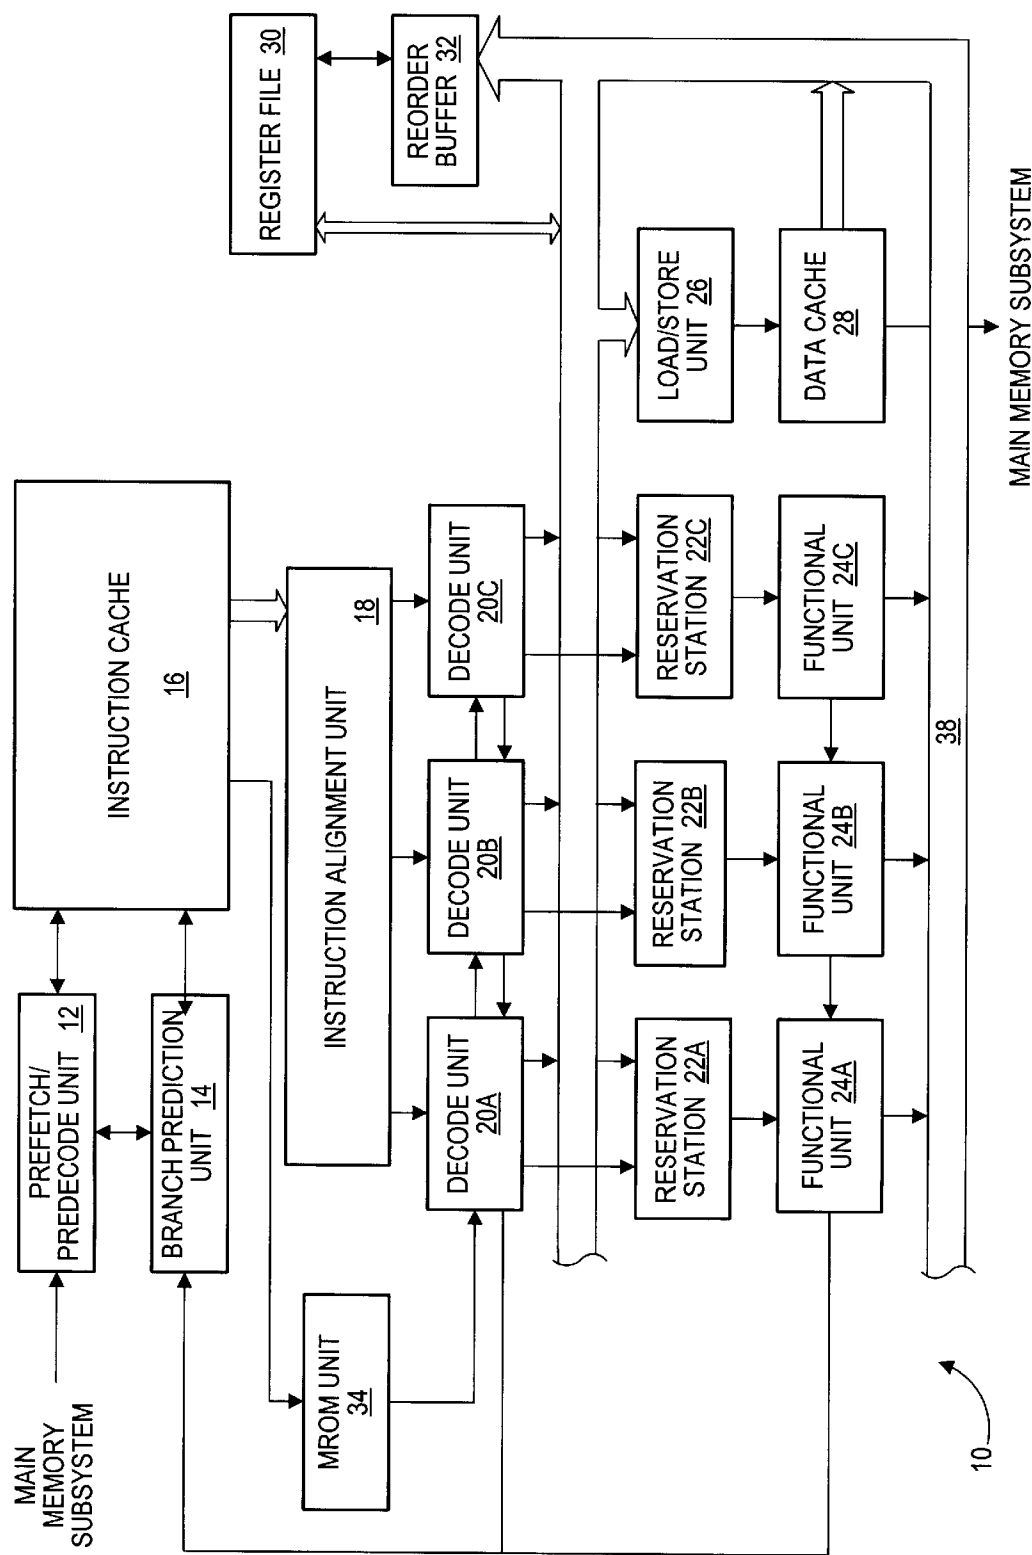 MAIN
MEMORY
SUBSYSTEM
PREFETCH/
PREDECODE UNIT 12
BRANCH PREDICTION
UNIT 14
INSTRUCTION CACHE
16
REGISTER FILE 30
REORDER
BUFFER 32
MROM UNIT
34
INSTRUCTION ALIGNMENT UNIT
18
DECODE UNIT
20A
DECODE UNIT
20B
DECODE UNIT
20C
RESERVATION
STATION 22A
RESERVATION
STATION 22B
RESERVATION
STATION 22C
LOAD/STORE
UNIT 26
FUNCTIONAL
UNIT 24A
FUNCTIONAL
UNIT 24B
FUNCTIONAL
UNIT 24C
DATA CACHE
28
38
10
MAIN MEMORY SUBSYSTEM